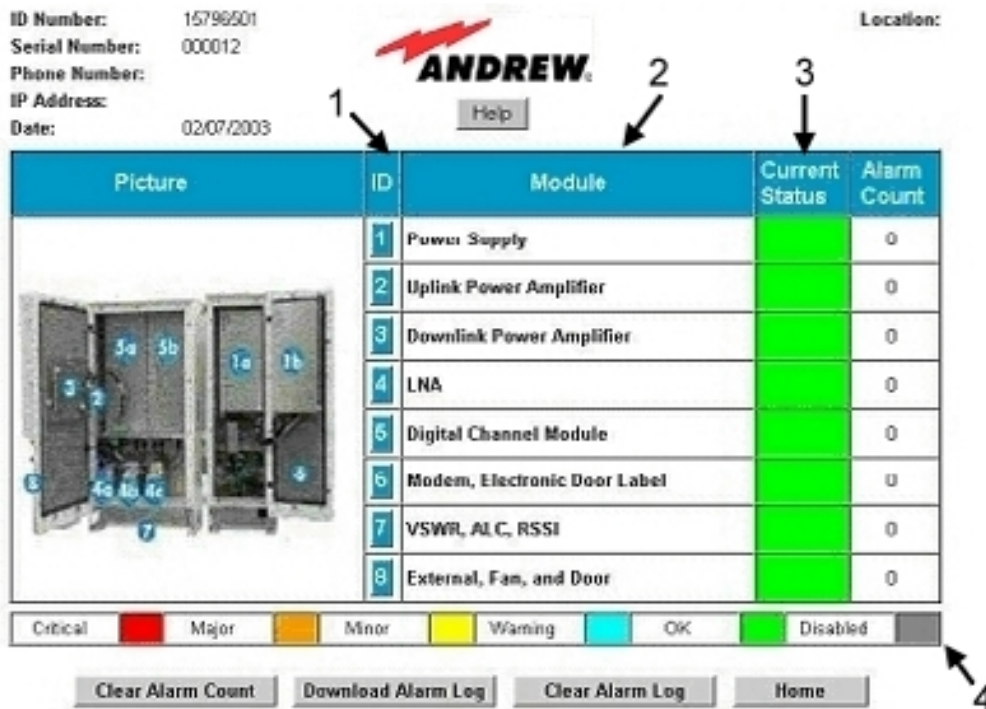 ID Number: 15796501
Location:
Serial Number: 000012
Phone Number:
IP Address:
Date: 02/07/2003
ANDREW
Help
1
2
3
Picture ID Module Current Status Alarm Count
1 Power Supply 0
2 Uplink Power Amplifier 0
3 Downlink Power Amplifier 0
4 LNA 0
5 Digital Channel Module 0
6 Modem, Electronic Door Label 0
7 VSWR, ALC, RSSI 0
8 External, Fan, and Door 0
5a 5b 1a 1b
3 2
8 4a 4b 4c 6
7
Critical Major Minor Warning OK Disabled
4
Clear Alarm Count Download Alarm Log Clear Alarm Log Home